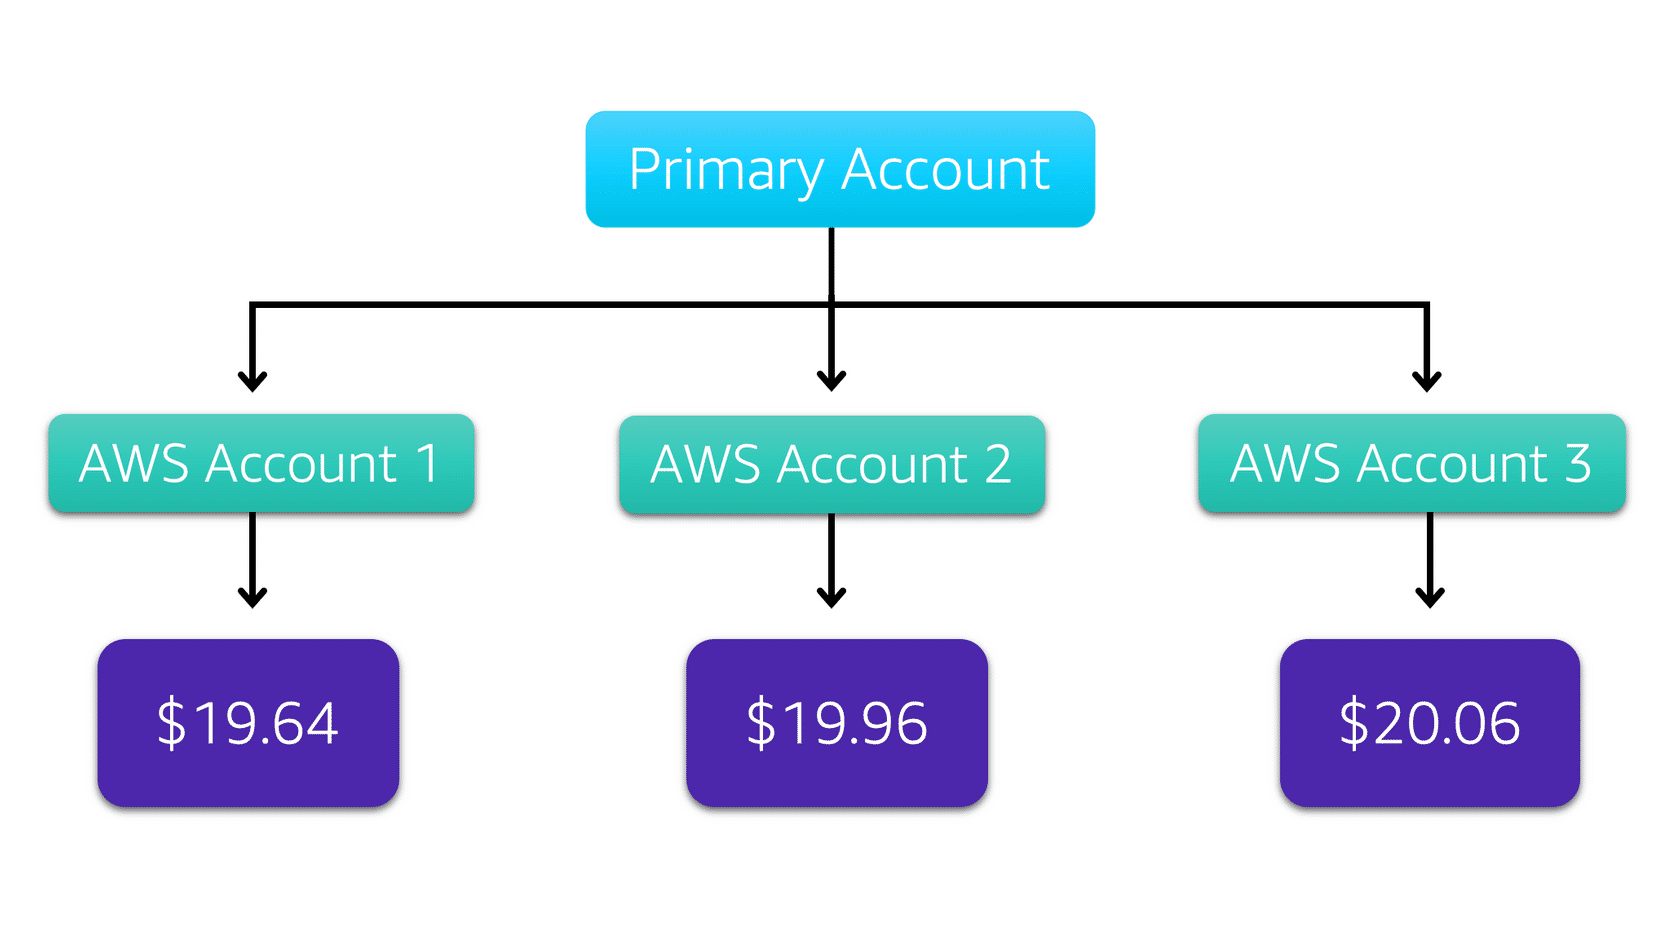 Primary Account
AWS Account 1
AWS Account 2
AWS Account 3
$19.64
$19.96
$20.06